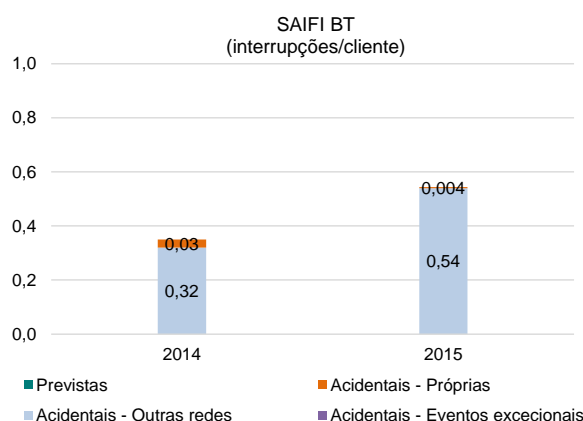 SAIFI BT
(interrupções/cliente)
1,0
0,8
0,6
0,4
0,2
0,0
0,03
0,32
0,004
0,54
2014 2015
Previstas Acidentais - Próprias
Acidentais - Outras redes Acidentais - Eventos excecionais